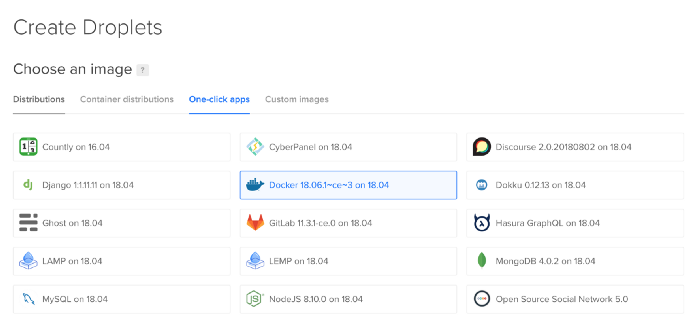 Create Droplets
Choose an image ?
Distributions Container distributions One-click apps Custom images
Countly on 16.04 CyberPanel on 18.04 Discourse 2.0.20180802 on 18.04
Django 1.1.11.11 on 18.04 Docker 18.06.1~ce~3 on 18.04 Dokku 0.12.13 on 18.04
Ghost on 18.04 GitLab 11.3.1-ce.0 on 18.04 Hasura GraphQL on 18.04
LAMP on 18.04 LEMP on 18.04 MongoDB 4.0.2 on 18.04
MySQL on 18.04 NodeJS 8.10.0 on 18.04 Open Source Social Network 5.0